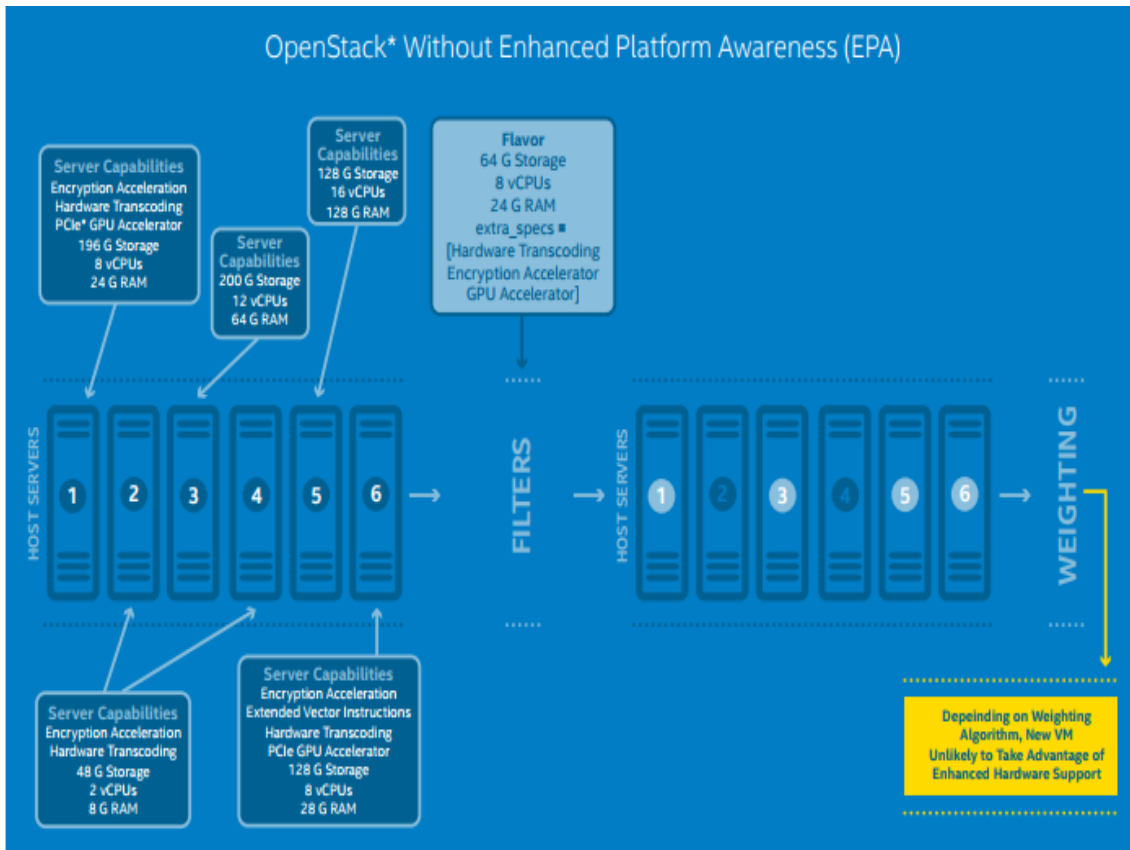 OpenStack* Without Enhanced Platform Awareness (EPA)
Server Capabilities
Encryption Acceleration
Hardware Transcoding
PCIe* GPU Accelerator
196 G Storage
8 vCPUs
24 G RAM
Server
Capabilities
200 G Storage
12 vCPUs
64 G RAM
Server
Capabilities
128 G Storage
16 vCPUs
128 G RAM
Flavor
64 G Storage
8 vCPUs
24 G RAM
extra_specs =
[Hardware Transcoding
Encryption Accelerator
GPU Accelerator]
HOST SERVERS
1
2
3
4
5
6
FILTERS
HOST SERVERS
1
2
3
4
5
6
WEIGHTING
Server Capabilities
Encryption Acceleration
Hardware Transcoding
48 G Storage
2 vCPUs
8 G RAM
Server Capabilities
Encryption Acceleration
Extended Vector Instructions
Hardware Transcoding
PCIe GPU Accelerator
128 G Storage
8 vCPUs
28 G RAM
Depeinding on Weighting
Algorithm, New VM
Unlikely to Take Advantage of
Enhanced Hardware Support